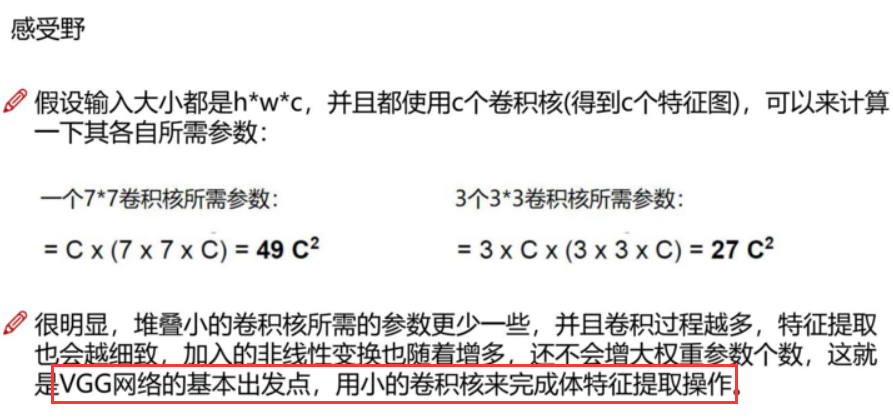 感受野
假设输入大小都是h*w*c，并且都使用c个卷积核(得到c个特征图)，可以来计算
一下其各自所需参数：
一个7*7卷积核所需参数：
3个3*3卷积核所需参数：
= C x (7 x 7 x C) = 49 C²
= 3 x C x (3 x 3 x C) = 27 C²
很明显，堆叠小的卷积核所需的参数更少一些，并且卷积过程越多，特征提取
也会越细致，加入的非线性变换也随着增多，还不会增大权重参数个数，这就
是VGG网络的基本出发点，用小的卷积核来完成体特征提取操作。